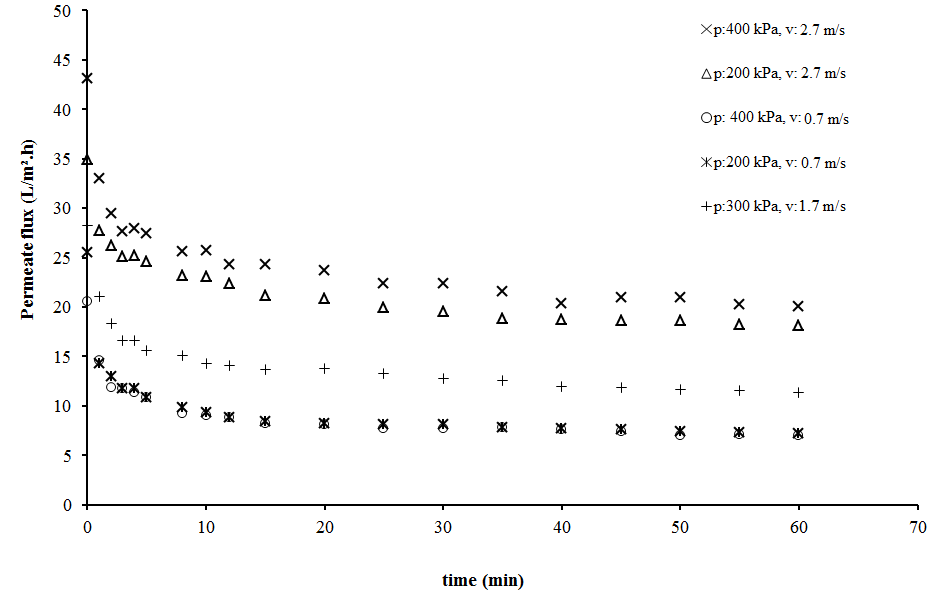 50
45
40
35
30
25
20
15
10
5
0
Permeate flux (L/m².h)
p:400 kPa, v: 2.7 m/s
p:200 kPa, v: 2.7 m/s
p: 400 kPa, v: 0.7 m/s
p:200 kPa, v: 0.7 m/s
p:300 kPa, v:1.7 m/s
0 10 20 30 40 50 60 70
time (min)